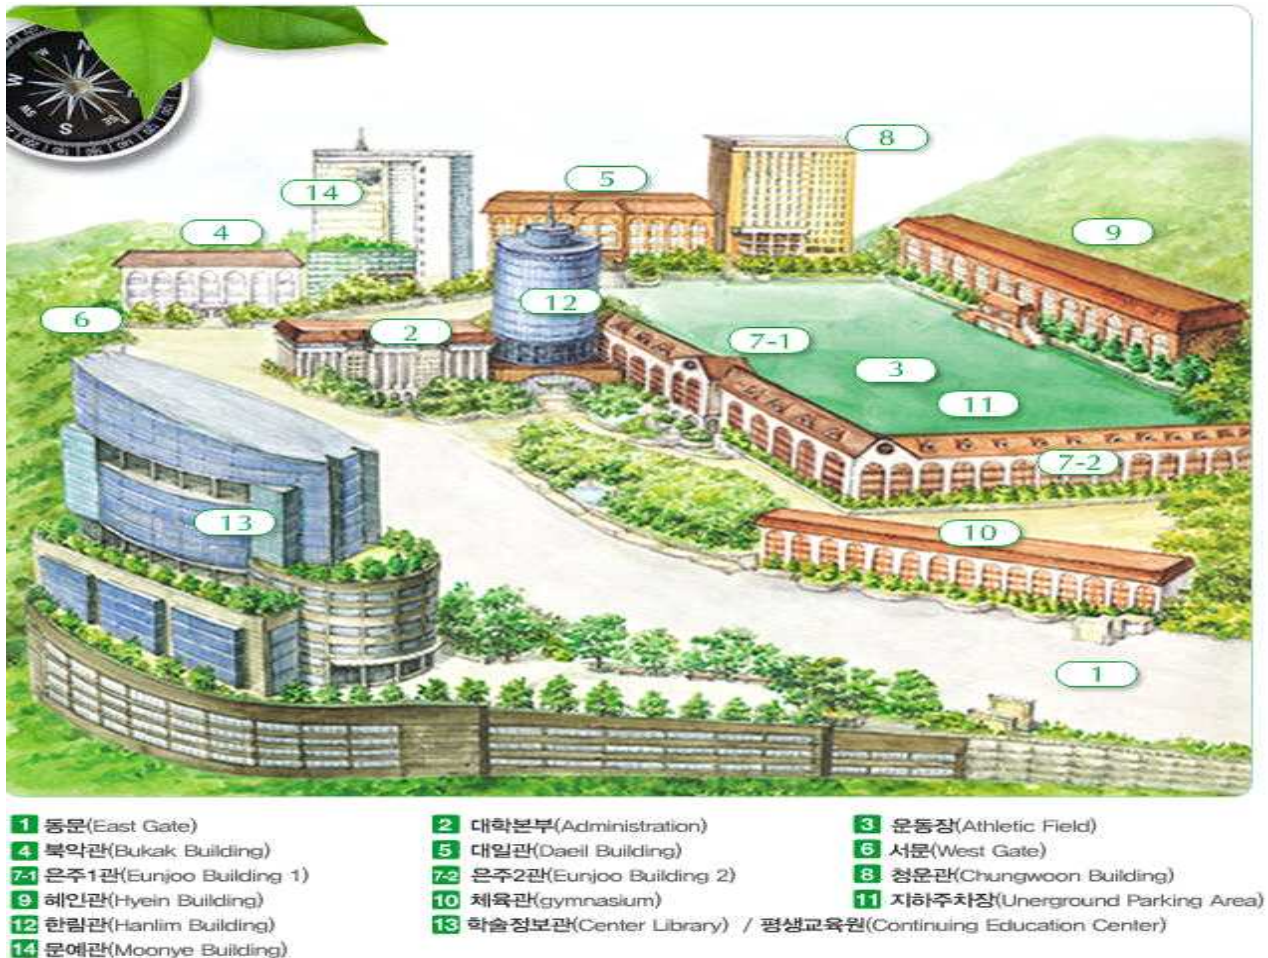 N
W
S
SW
SE
14
8
5
4
9
12
6
2
7-1
3
11
7-2
13
10
1
1 동문(East Gate)
2 대학본부(Administration)
3 운동장(Athletic Field)
4 북악관(Bukak Building)
5 대일관(Daeil Building)
6 서문(West Gate)
7-1 은주1관(Eunjoo Building 1)
7-2 은주2관(Eunjoo Building 2)
8 청운관(Chungwoon Building)
9 혜인관(Hyein Building)
10 체육관(gymnasium)
11 지하주차장(Unerground Parking Area)
12 한림관(Hanlim Building)
13 학술정보관(Center Library) / 평생교육원(Continuing Education Center)
14 문예관(Moonye Building)